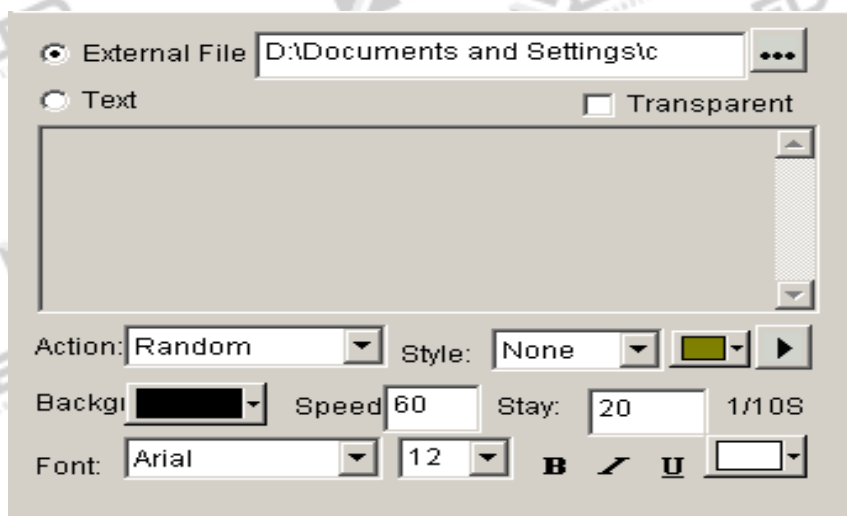 External File D:\Documents and Settings\c •••
Text Transparent
Action: Random Style: None
Backgr Speed 60 Stay: 20 1/10S
Font: Arial 12 B I U